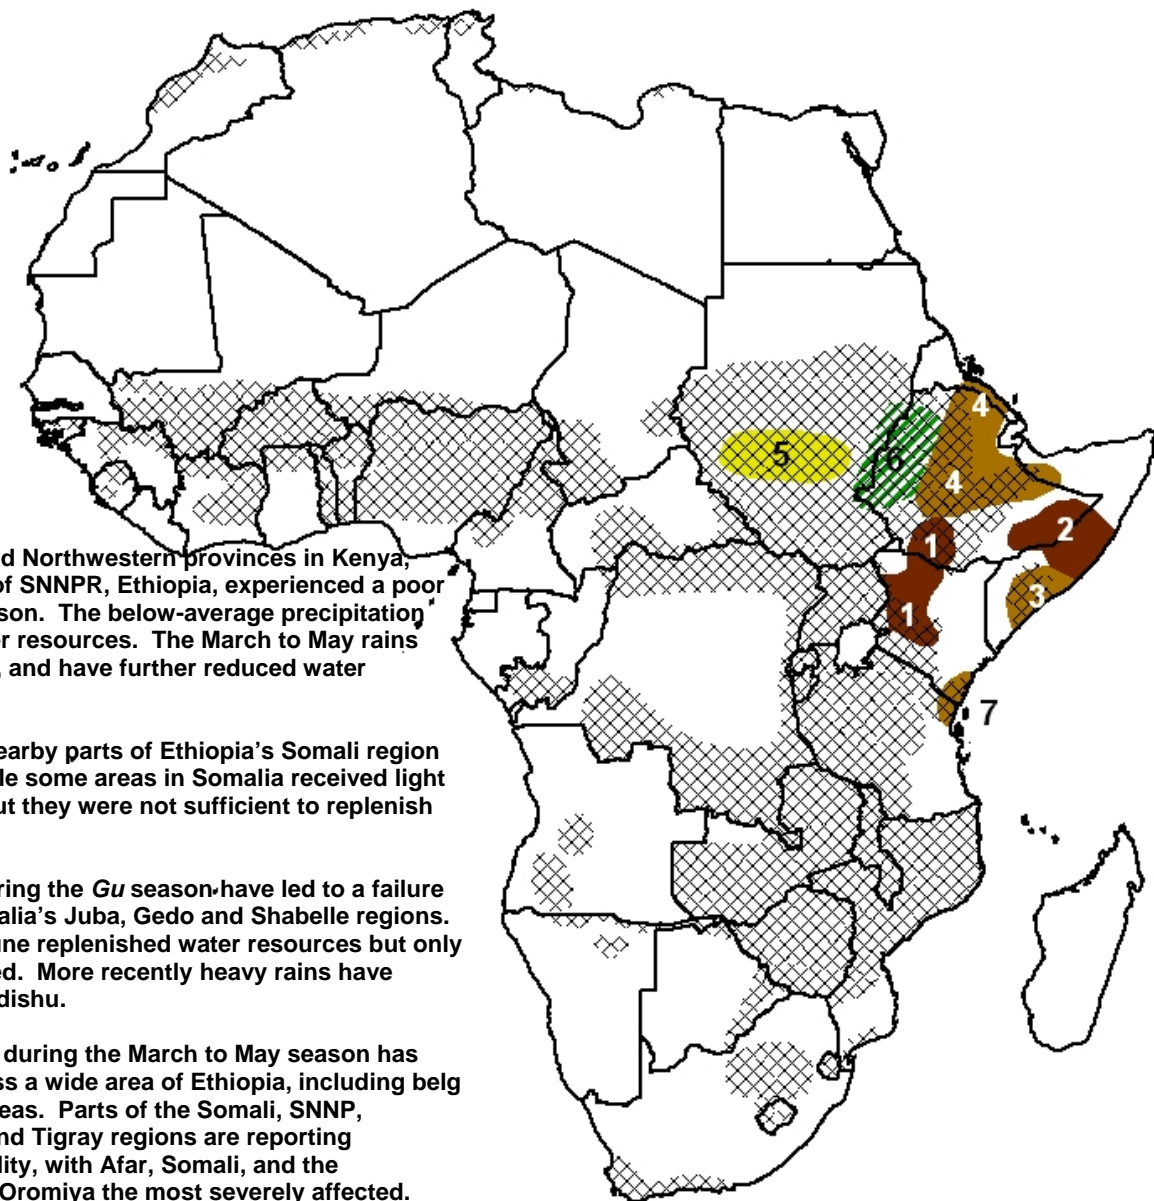 4
5
6
4
1
2
3
1
7
d Northwestern provinces in Kenya,
of SNNPR, Ethiopia, experienced a poor
son. The below-average precipitation
er resources. The March to May rains
, and have further reduced water
earby parts of Ethiopia's Somali region
le some areas in Somalia received light
ut they were not sufficient to replenish
ring the Gu season have led to a failure
alia's Juba, Gedo and Shabelle regions.
une replenished water resources but only
ed. More recently heavy rains have
dishu.
during the March to May season has
ss a wide area of Ethiopia, including belg
eas. Parts of the Somali, SNNP,
nd Tigray regions are reporting
lity, with Afar, Somali, and the
Oromiya the most severely affected.